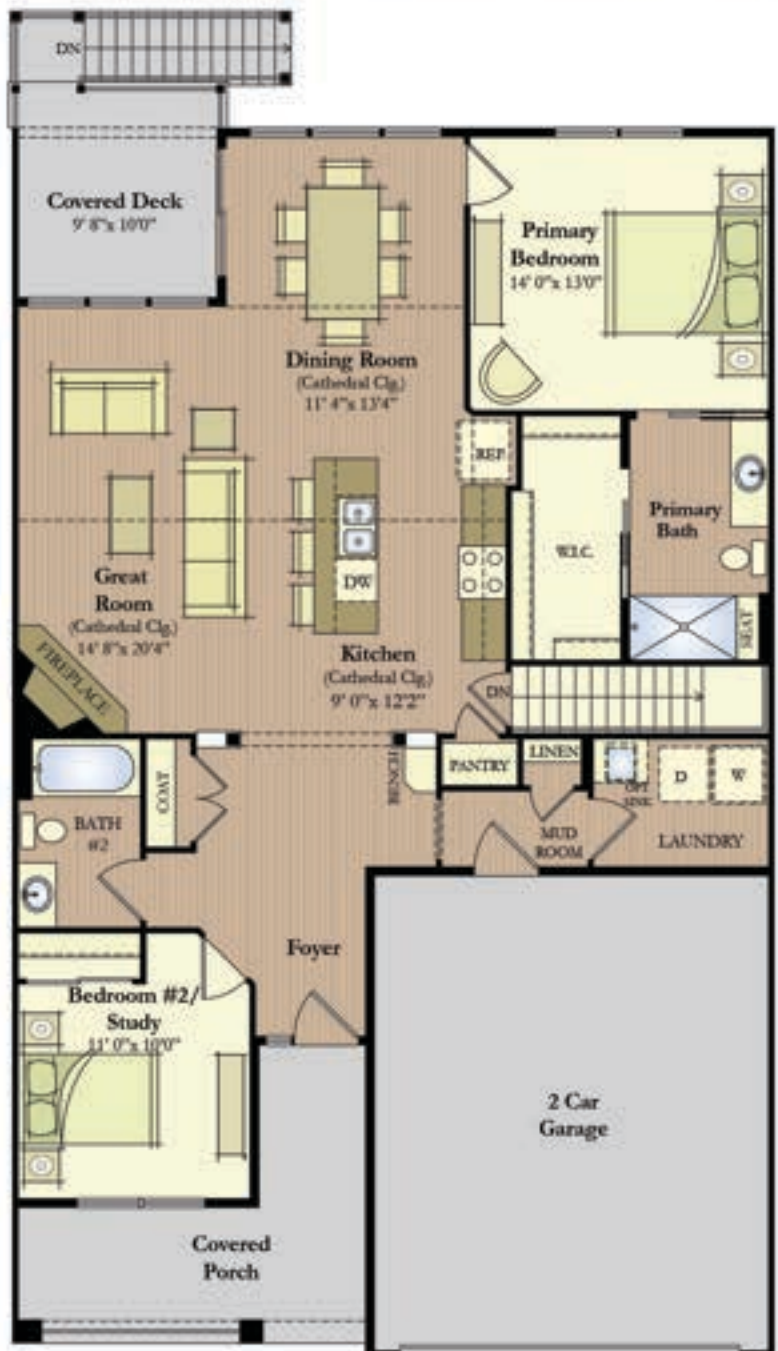 DN
Covered Deck
9' 8"x 10'0"
Primary
Bedroom
14' 0"x 13'0"
Dining Room
(Cathedral Clg.)
11' 4"x 13'4"
REF.
Primary
Bath
W.I.C.
DW
SEAT
Great
Room
(Cathedral Clg.)
14' 8"x 20'4"
FIREPLACE
Kitchen
(Cathedral Clg.)
9' 0"x 12'2"
DN
COAT
BENCH
PANTRY
LINEN
OPT
SINK
D
W
BATH
#2
MUD
ROOM
LAUNDRY
Foyer
Bedroom #2/
Study
11' 0"x 10'0"
2 Car
Garage
Covered
Porch